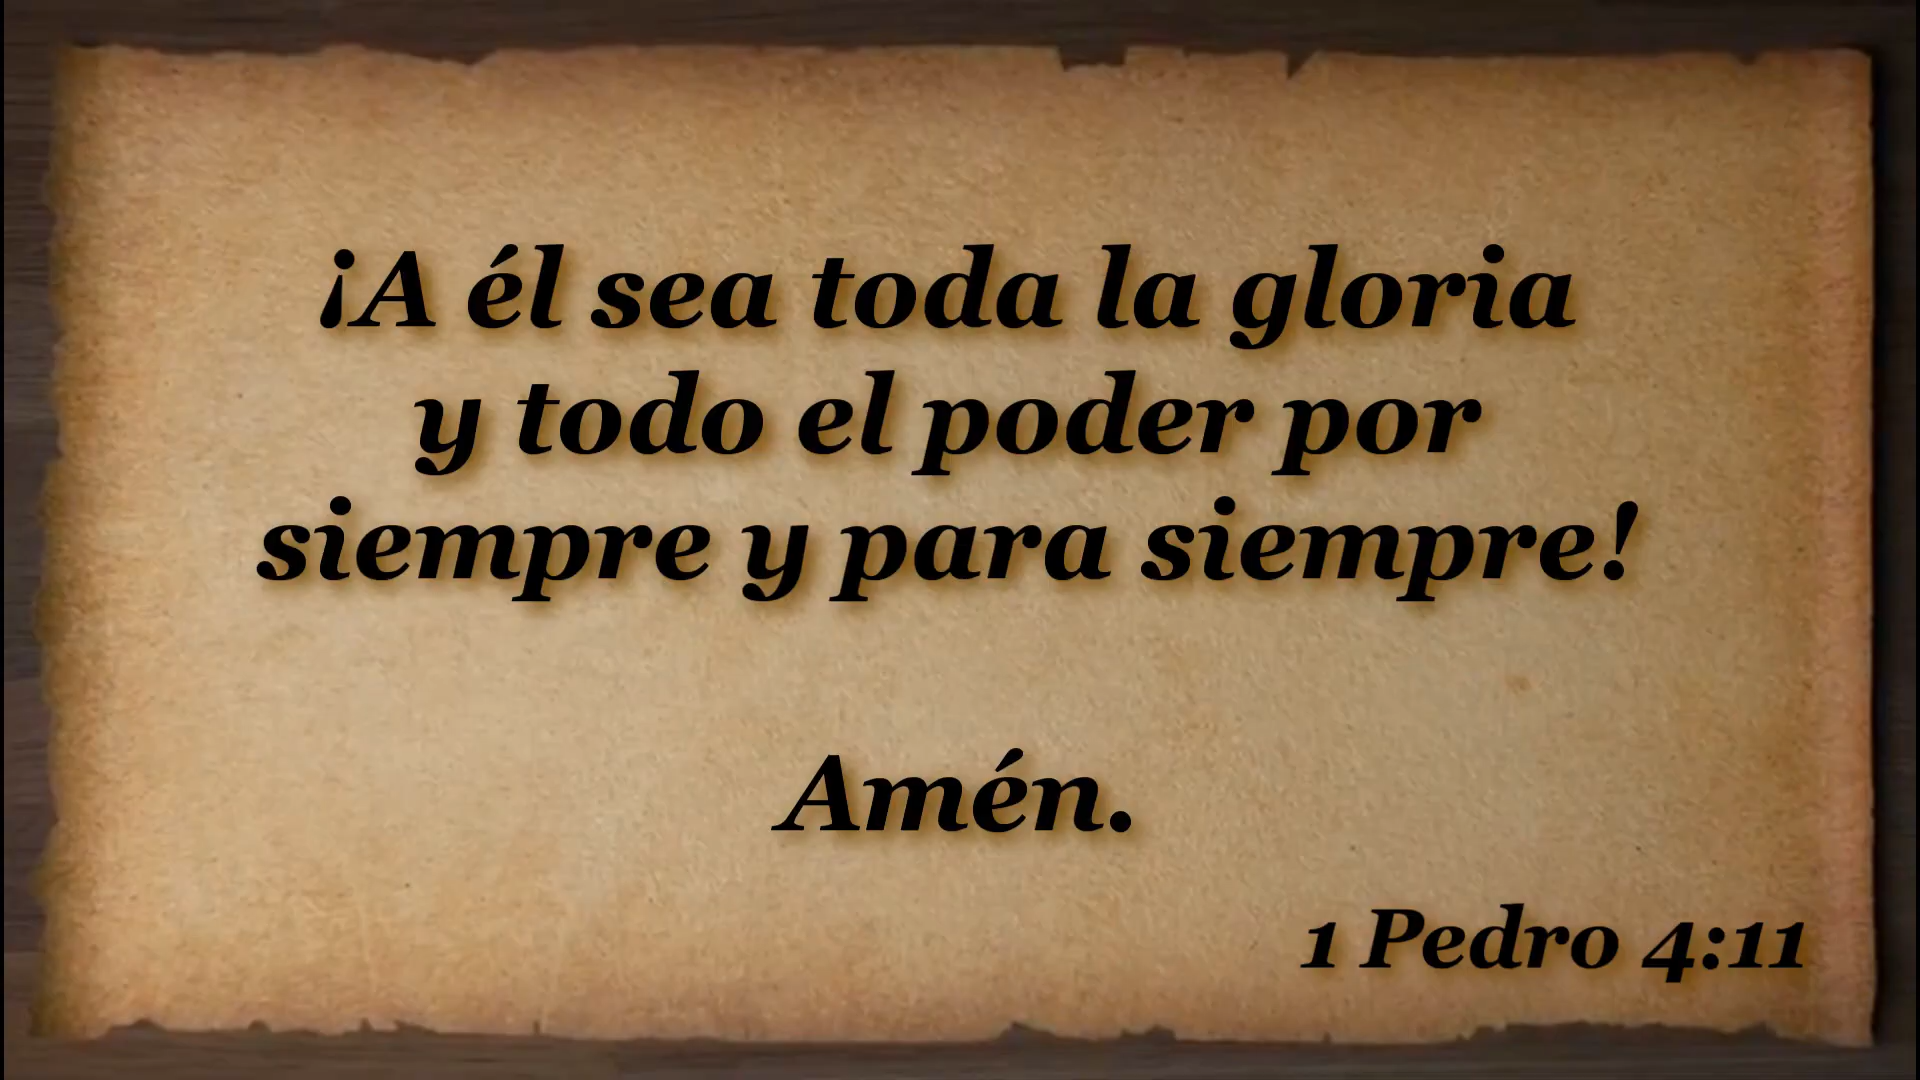 ¡A él sea toda la gloria
y todo el poder por
siempre y para siempre!
Amén.
1 Pedro 4:11